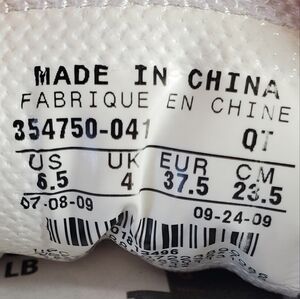 MADE IN CHINA
FABRIQUE EN CHINE
354750-041 QT
US UK EUR CM
6.5 4 37.5 23.5
07-08-09 09-24-09
LB